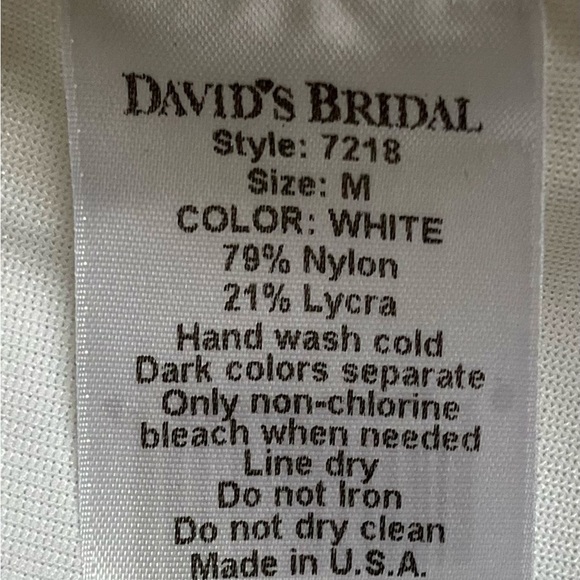 DAVID'S BRIDAL
Style: 7218
Size: M
COLOR: WHITE
79% Nylon
21% Lycra
Hand wash cold
Dark colors separate
Only non-chlorine
bleach when needed
Line dry
Do not Iron
Do not dry clean
Made in U.S.A.